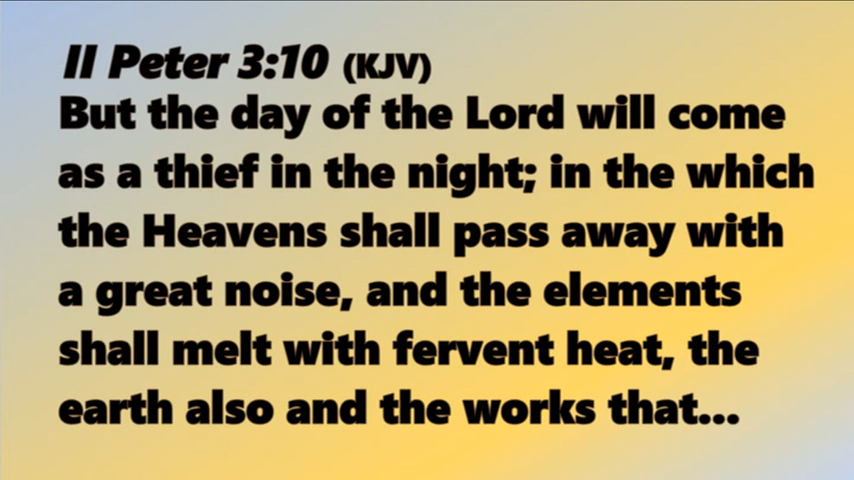 II Peter 3:10 (KJV)
But the day of the Lord will come
as a thief in the night; in the which
the Heavens shall pass away with
a great noise, and the elements
shall melt with fervent heat, the
earth also and the works that...